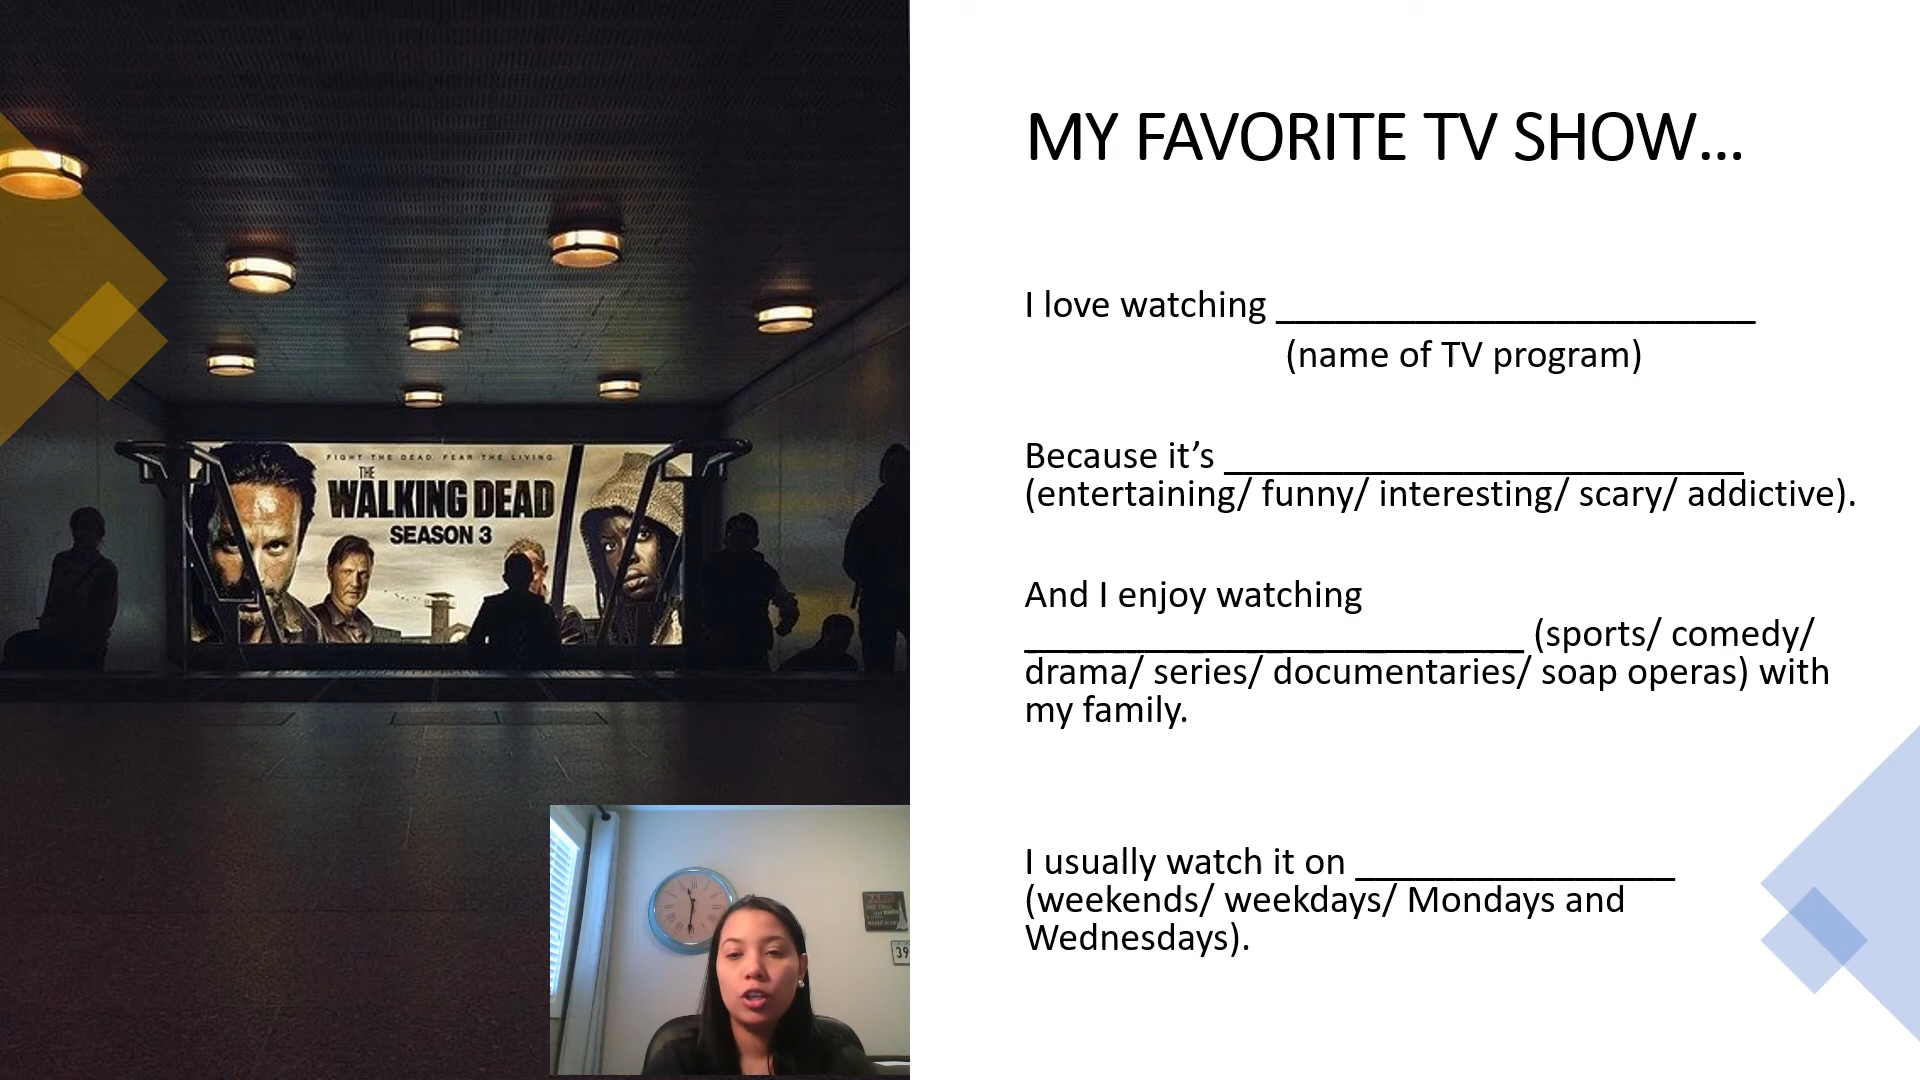 FIGHT THE DEAD. FEAR THE LIVING.
THE
WALKING DEAD
SEASON 3
MY FAVORITE TV SHOW...
I love watching ________________________
(name of TV program)
Because it’s __________________________
(entertaining/ funny/ interesting/ scary/ addictive).
And I enjoy watching
_________________________ (sports/ comedy/
drama/ series/ documentaries/ soap operas) with
my family.
I usually watch it on ________________
(weekends/ weekdays/ Mondays and
Wednesdays).
39